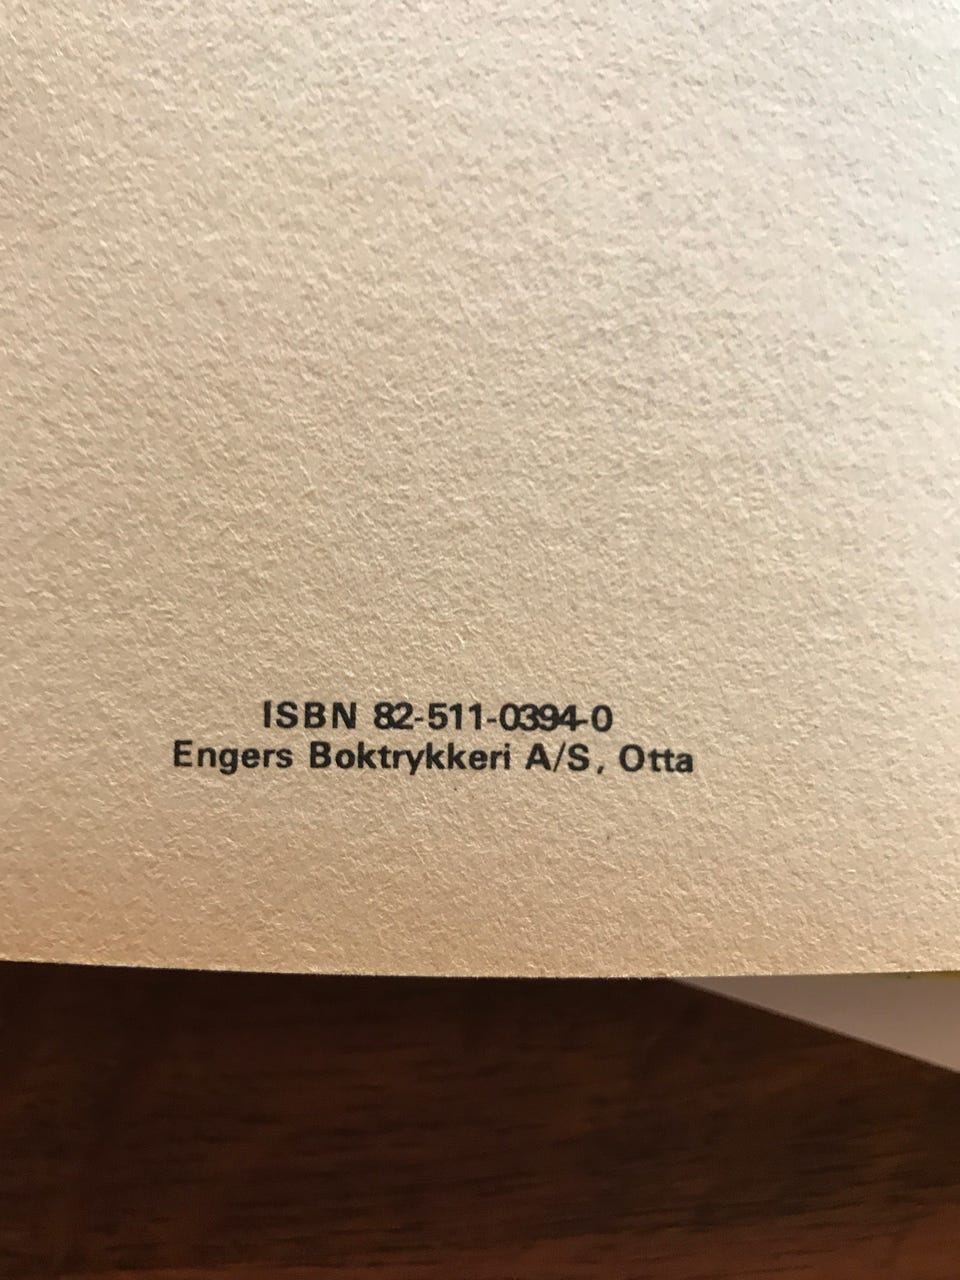 ISBN 82-511-0394-0
Engers Boktrykkeri A/S, Otta